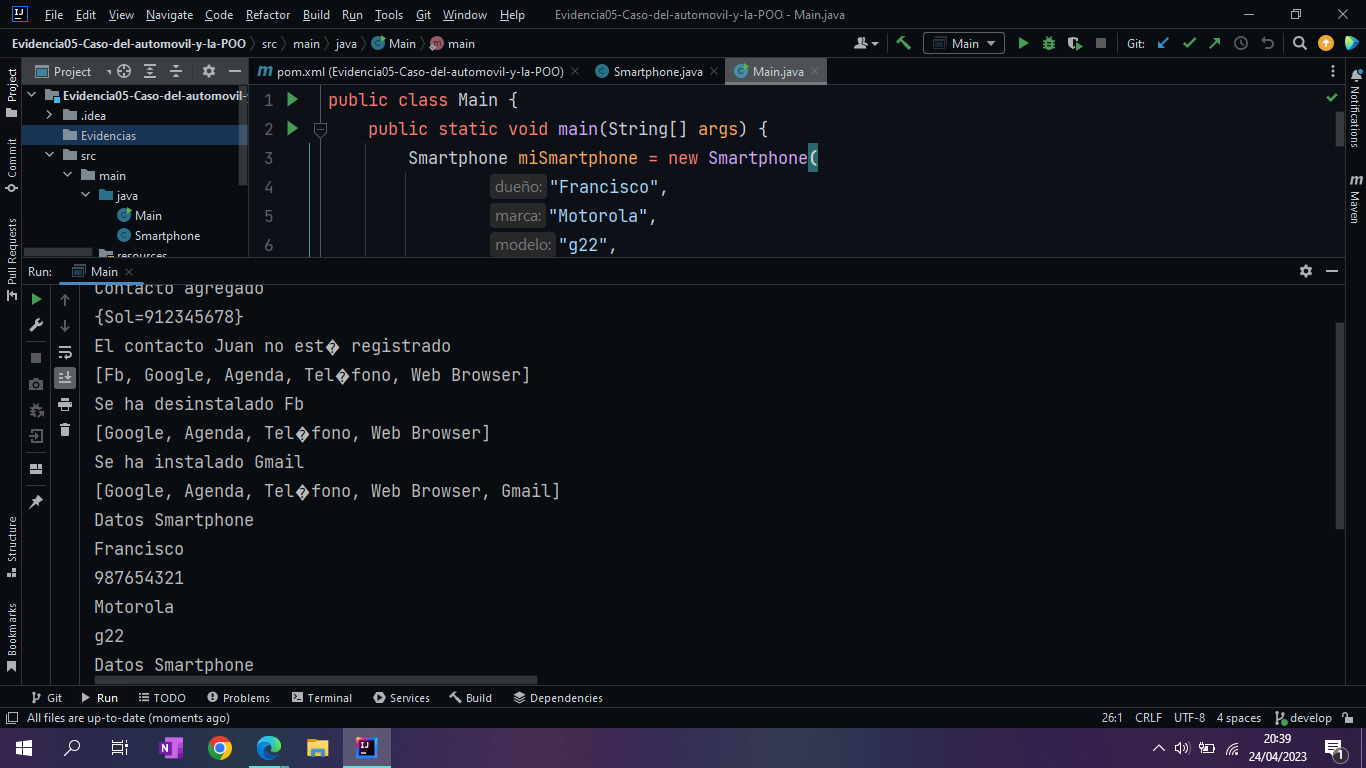 File Edit View Navigate Code Refactor Build Run Tools Git Window Help Evidencia05-Caso-del-automovil-y-la-POO - Main.java
Evidencia05-Caso-del-automovil-y-la-POO src main java Main main Main Git:
Project
pom.xml (Evidencia05-Caso-del-automovil-y-la-POO) Smartphone.java Main.java
Evidencia05-Caso-del-automovil-
.idea
Evidencias
src
main
java
Main
Smartphone
resources
1 public class Main {
2 public static void main(String[] args) {
3 Smartphone miSmartphone = new Smartphone(
4 dueño: "Francisco",
5 marca: "Motorola",
6 modelo: "g22",
Project
Commit
Pull Requests
Structure
Bookmarks
Notifications
Maven
Run: Main
Contacto agregado
{Sol=912345678}
El contacto Juan no est� registrado
[Fb, Google, Agenda, Tel�fono, Web Browser]
Se ha desinstalado Fb
[Google, Agenda, Tel�fono, Web Browser]
Se ha instalado Gmail
[Google, Agenda, Tel�fono, Web Browser, Gmail]
Datos Smartphone
Francisco
987654321
Motorola
g22
Datos Smartphone
Git Run TODO Problems Terminal Services Build Dependencies
All files are up-to-date (moments ago) 26:1 CRLF UTF-8 4 spaces develop
20:39
24/04/2023
1